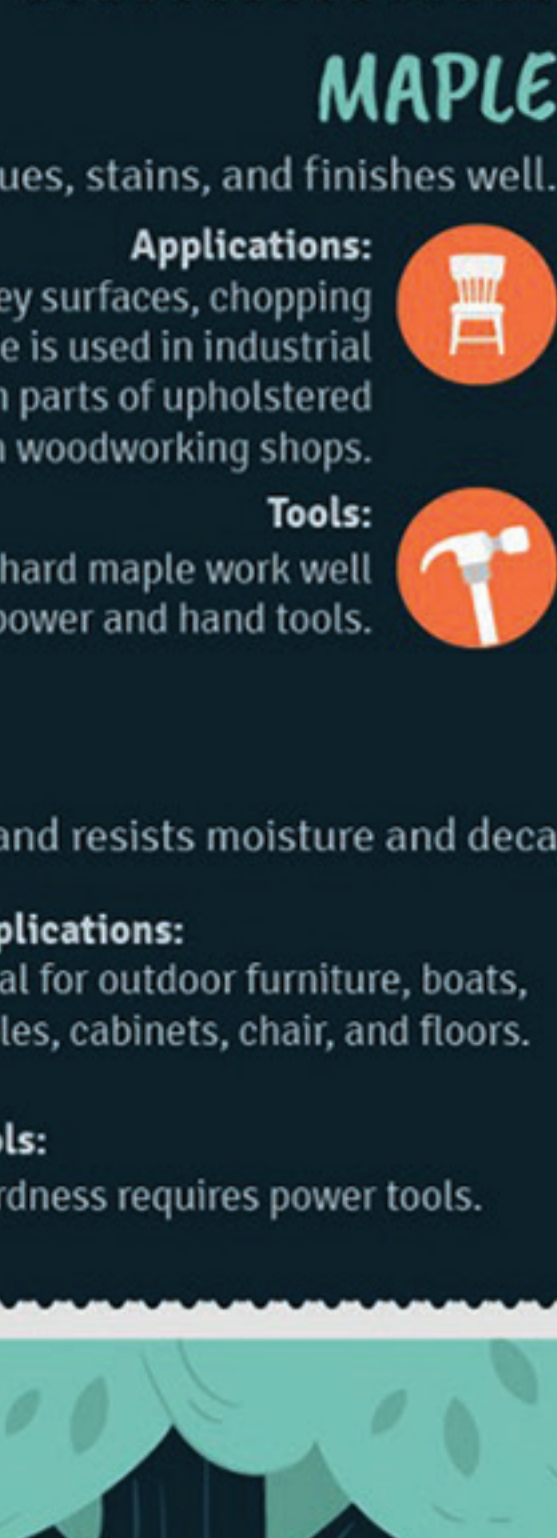 MAPLE
ues, stains, and finishes well.
Applications:
ey surfaces, chopping
e is used in industrial
n parts of upholstered
n woodworking shops.
Tools:
hard maple work well
power and hand tools.
and resists moisture and deca
plications:
al for outdoor furniture, boats,
les, cabinets, chair, and floors.
ols:
rdness requires power tools.